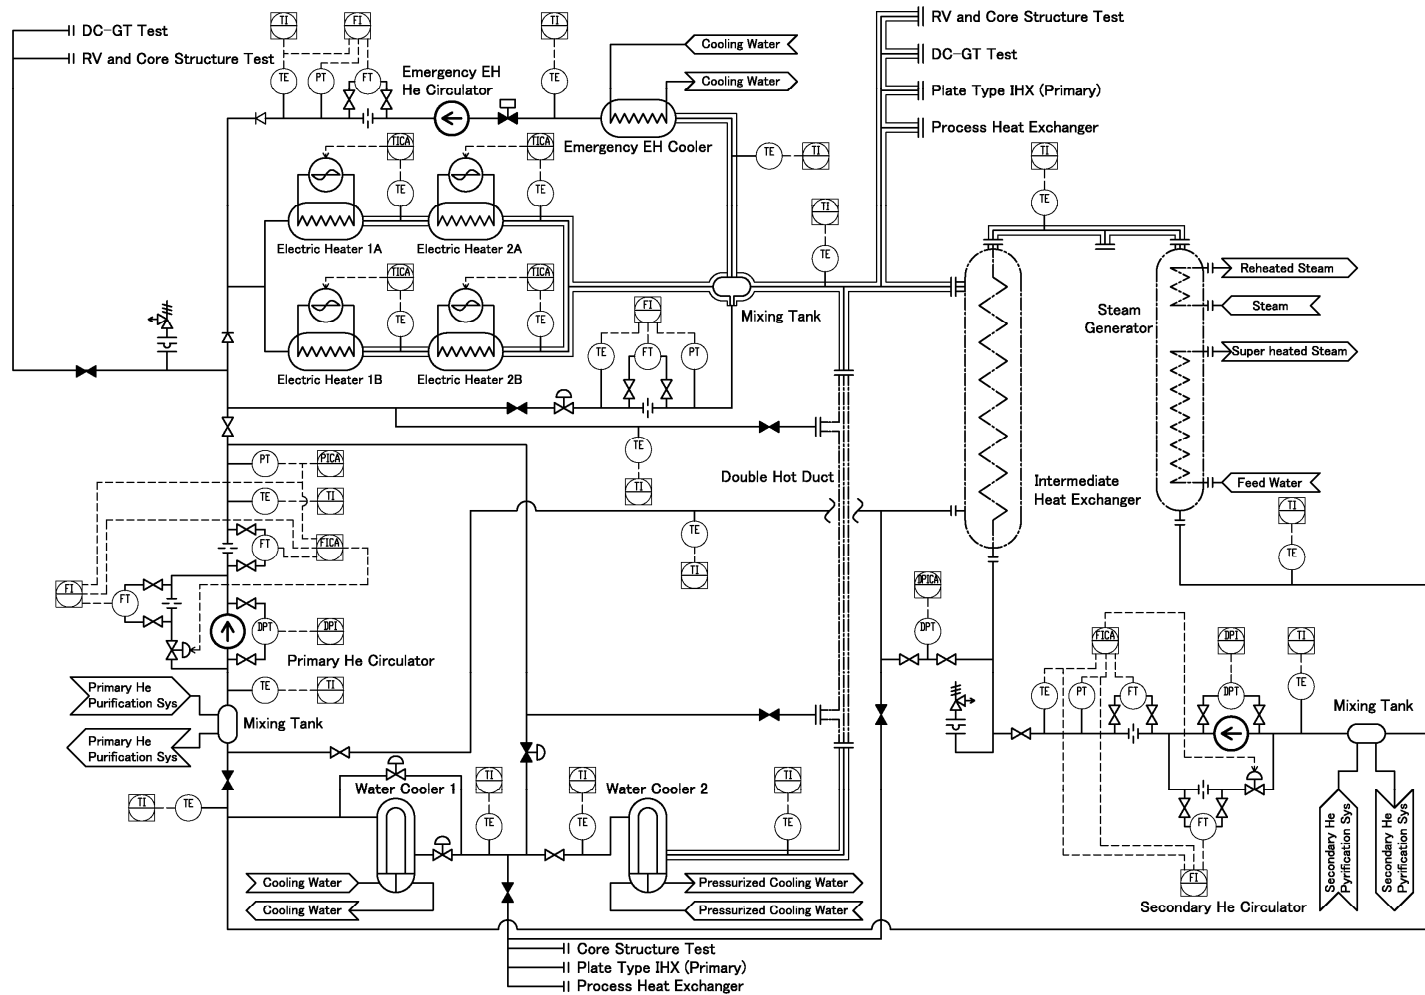 DC-GT Test
RV and Core Structure Test
TI
FI
TI
TE
PT
FT
TE
Emergency EH
He Circulator
Cooling Water
Cooling Water
Emergency EH Cooler
RV and Core Structure Test
DC-GT Test
Plate Type IHX (Primary)
Process Heat Exchanger
TICA
TICA
TE
TE
TE
TI
TI
TE
TI
TE
Electric Heater 1A
Electric Heater 2A
TICA
TICA
TE
TE
Electric Heater 1B
Electric Heater 2B
Mixing Tank
FI
TE
FT
PT
Steam
Generator
Reheated Steam
Steam
Super heated Steam
Feed Water
TE
TI
Double Hot Duct
Intermediate
Heat Exchanger
TI
TE
PT
PICA
TE
TI
FT
FICA
FI
FT
DPT
DPI
Primary He Circulator
TE
TI
TE
TI
DPICA
DPT
Primary He
Purification Sys
Primary He
Purification Sys
Mixing Tank
FICA
DPI
TI
TE
PT
FT
DPT
TE
Mixing Tank
TI
TE
Water Cooler 1
TI
TE
TI
TE
Water Cooler 2
TI
TE
FT
FI
Secondary He Circulator
Secondary He
Pyrification Sys
Secondary He
Pyrification Sys
Cooling Water
Cooling Water
Pressurized Cooling Water
Pressurized Cooling Water
Core Structure Test
Plate Type IHX (Primary)
Process Heat Exchanger